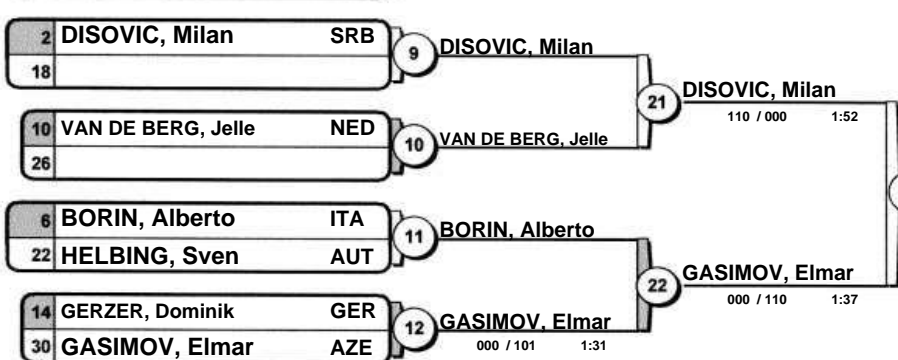 2 DISOVIC, Milan SRB
18
9
DISOVIC, Milan
10 VAN DE BERG, Jelle NED
26
10
VAN DE BERG, Jelle
21
DISOVIC, Milan
110 / 000 1:52
6 BORIN, Alberto ITA
22 HELBING, Sven AUT
11
BORIN, Alberto
14 GERZER, Dominik GER
30 GASIMOV, Elmar AZE
12
GASIMOV, Elmar
000 / 101 1:31
22
GASIMOV, Elmar
000 / 110 1:37